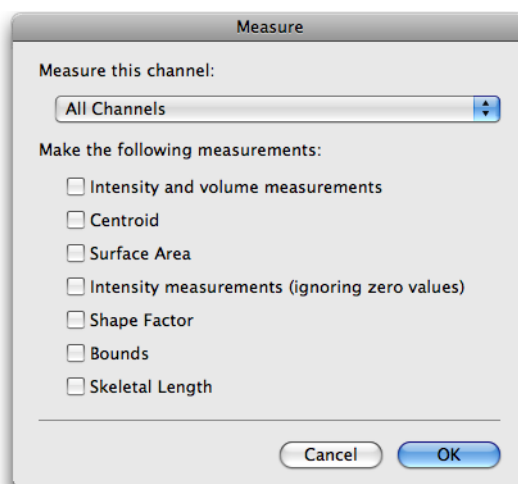 Measure
Measure this channel:
All Channels
Make the following measurements:
Intensity and volume measurements
Centroid
Surface Area
Intensity measurements (ignoring zero values)
Shape Factor
Bounds
Skeletal Length
Cancel
OK